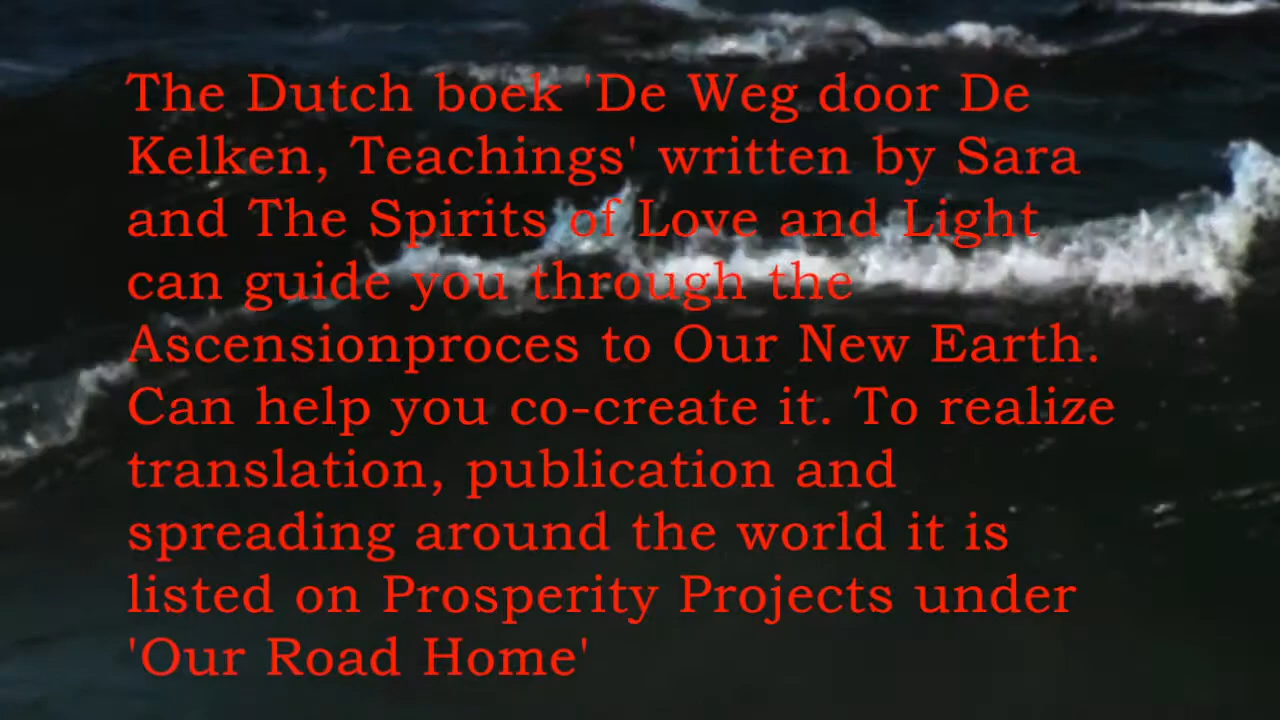 The Dutch boek 'De Weg door De
Kelken, Teachings' written by Sara
and The Spirits of Love and Light
can guide you through the
Ascensionproces to Our New Earth.
Can help you co-create it. To realize
translation, publication and
spreading around the world it is
listed on Prosperity Projects under
'Our Road Home'